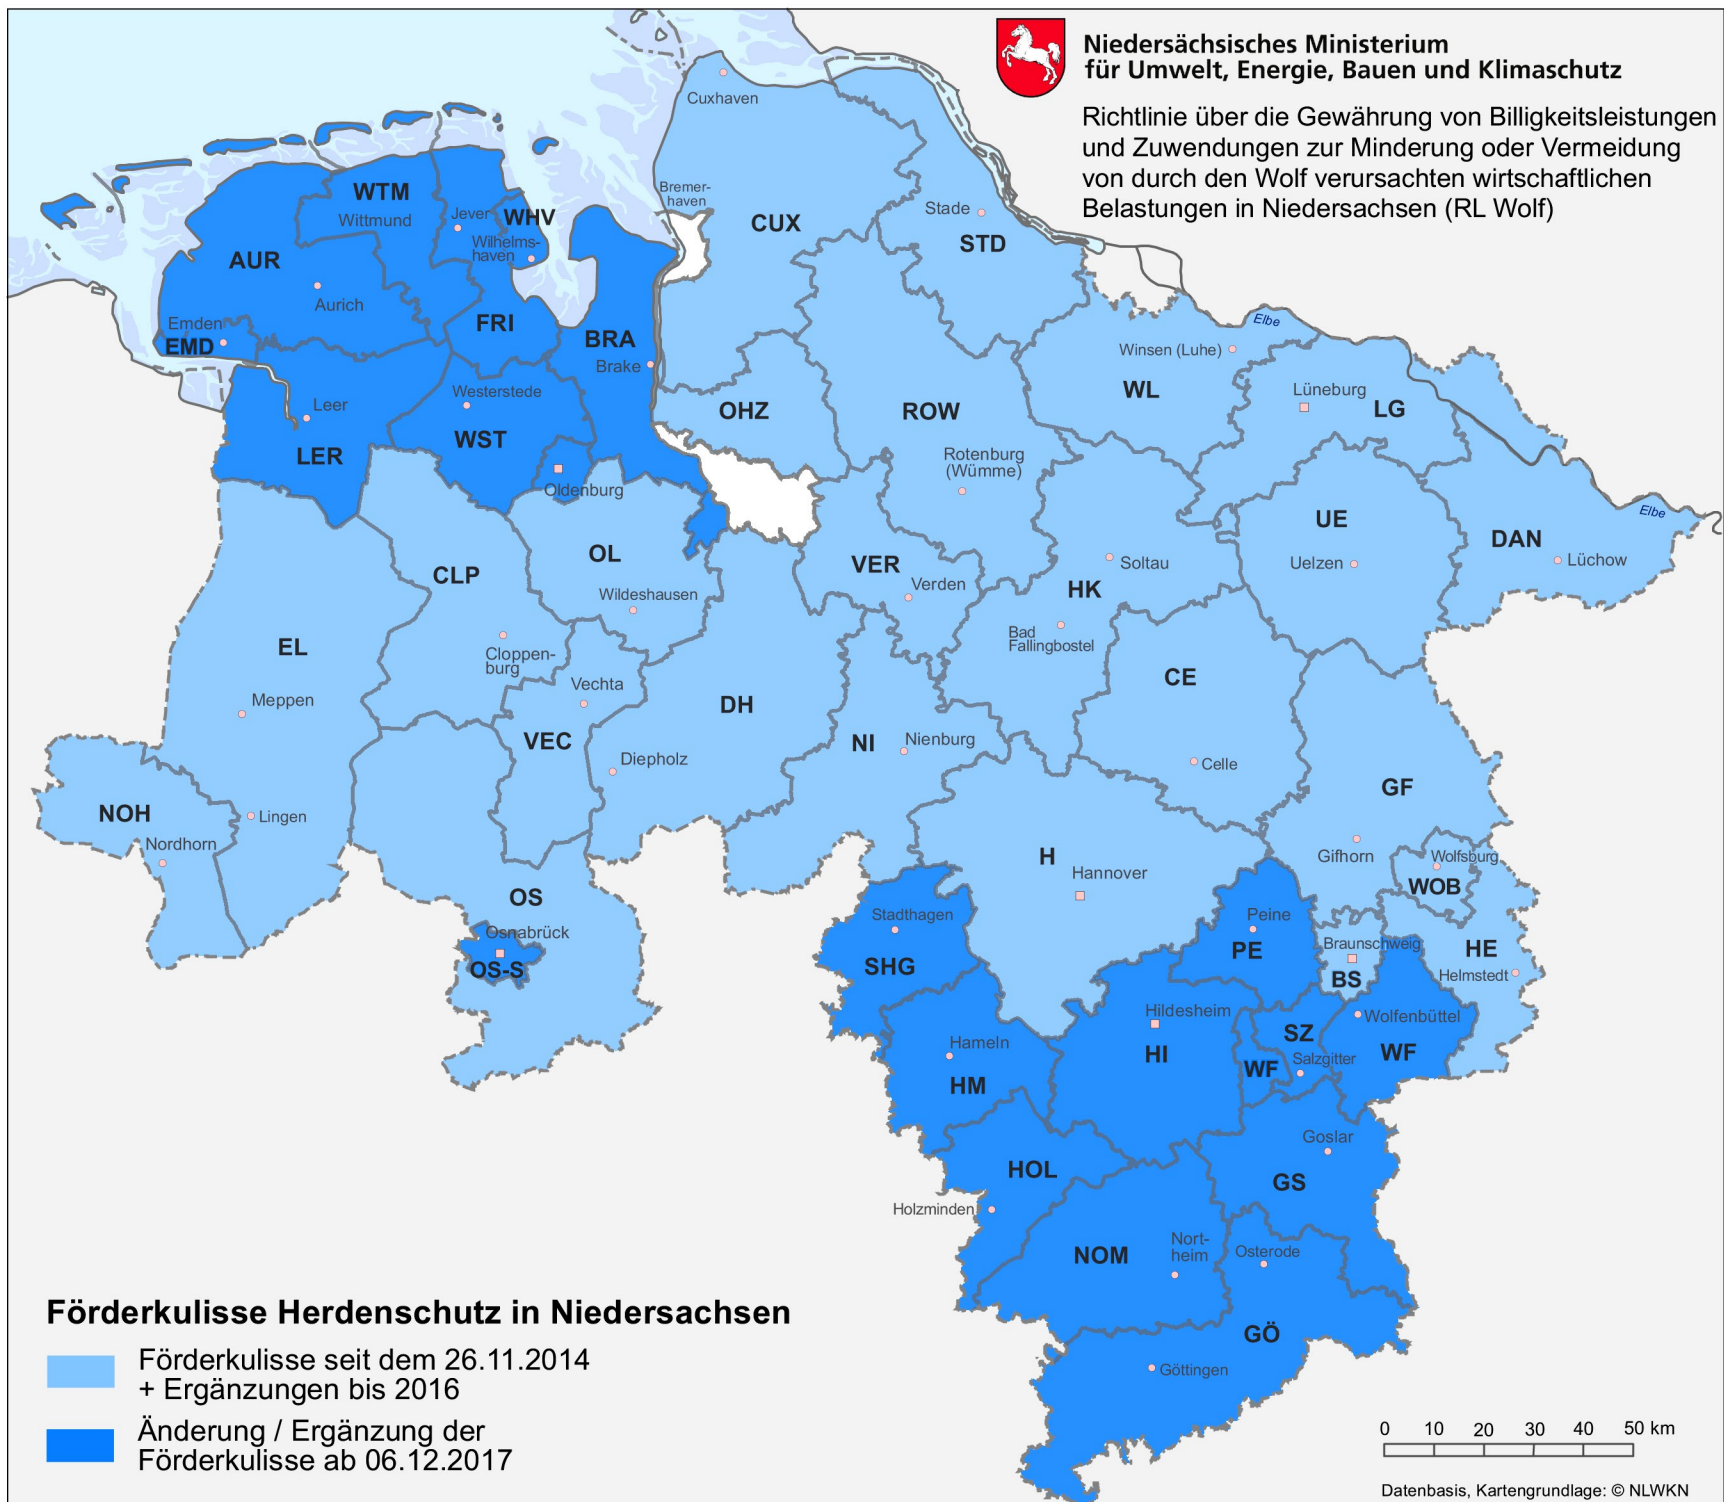 Niedersächsisches Ministerium
für Umwelt, Energie, Bauen und Klimaschutz
Richtlinie über die Gewährung von Billigkeitsleistungen
und Zuwendungen zur Minderung oder Vermeidung
von durch den Wolf verursachten wirtschaftlichen
Belastungen in Niedersachsen (RL Wolf)
Cuxhaven
Bremer-
haven
CUX
Stade
STD
WTM
Wittmund
Jever
WHV
Wilhelms-
haven
AUR
Aurich
Emden
EMD
FRI
BRA
Brake
Elbe
Winsen (Luhe)
WL
Lüneburg
LG
Leer
LER
Westerstede
WST
Oldenburg
OHZ
ROW
Rotenburg
(Wümme)
UE
Uelzen
DAN
Elbe
Lüchow
OL
Wildeshausen
CLP
Cloppen-
burg
VER
Verden
HK
Soltau
Bad
Fallingbostel
EL
Meppen
Vechta
VEC
DH
Diepholz
NI
Nienburg
CE
Celle
GF
Gifhorn
NOH
Nordhorn
Lingen
H
Hannover
Wolfsburg
WOB
OS
Osnabrück
OS-S
Stadthagen
SHG
Peine
PE
Braunschweig
BS
HE
Helmstedt
Hildesheim
HI
SZ
Salzgitter
WF
Wolfenbüttel
WF
Hameln
HM
HOL
Holzminden
Goslar
GS
NOM
Nort-
heim
Osterode
GÖ
Göttingen
Förderkulisse Herdenschutz in Niedersachsen
Förderkulisse seit dem 26.11.2014
+ Ergänzungen bis 2016
Änderung / Ergänzung der
Förderkulisse ab 06.12.2017
0 10 20 30 40 50 km
Datenbasis, Kartengrundlage: © NLWKN